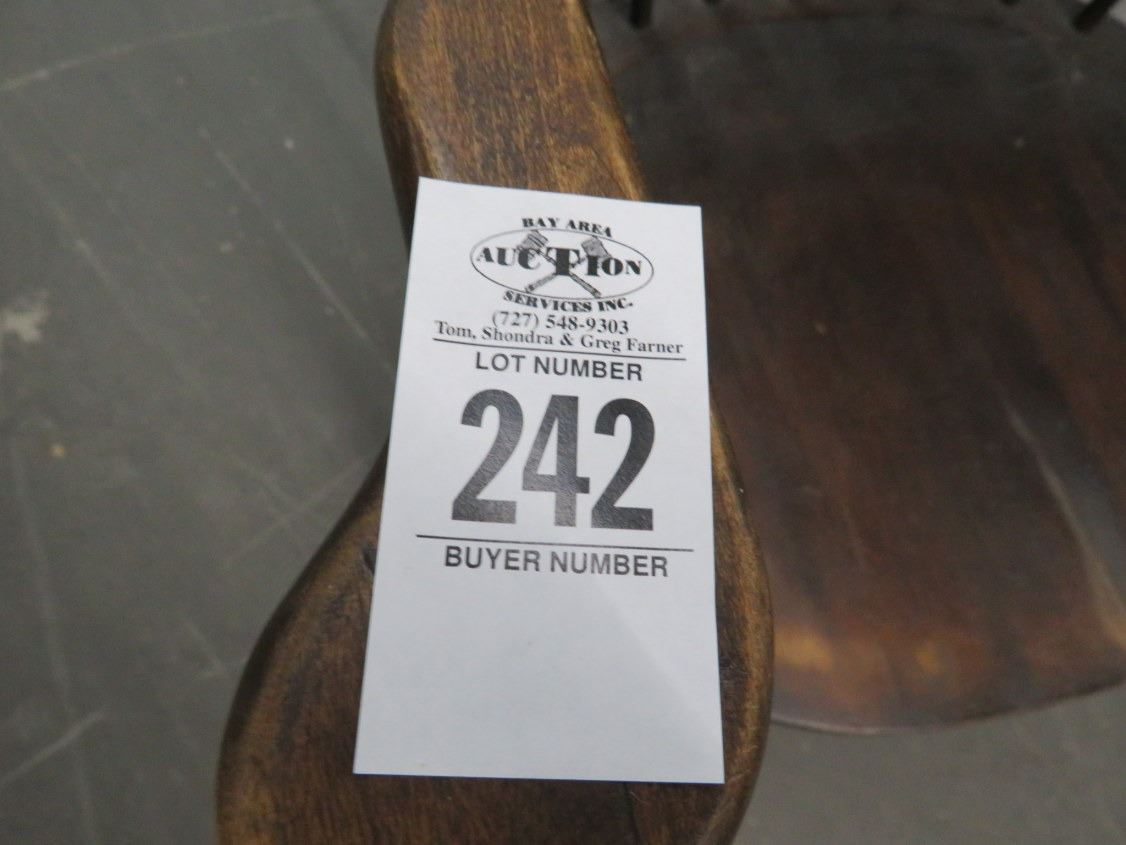 BAY AREA
AUCTION
SERVICES INC.
(727) 548-9303
Tom, Shondra & Greg Farner
LOT NUMBER
242
BUYER NUMBER